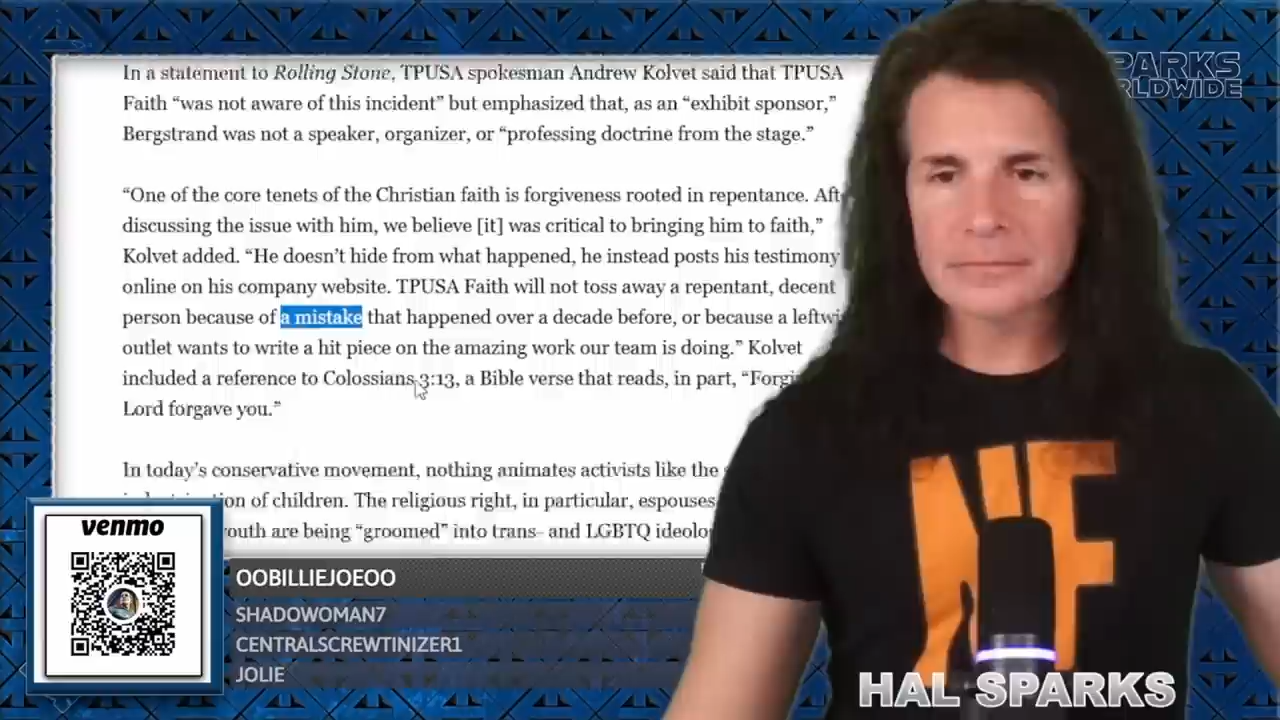 In a statement to Rolling Stone, TPUSA spokesman Andrew Kolvet said that TPUSA
Faith “was not aware of this incident” but emphasized that, as an “exhibit sponsor,”
Bergstrand was not a speaker, organizer, or “professing doctrine from the stage.”
“One of the core tenets of the Christian faith is forgiveness rooted in repentance. Aft
discussing the issue with him, we believe [it] was critical to bringing him to faith,”
Kolvet added. “He doesn’t hide from what happened, he instead posts his testimony
online on his company website. TPUSA Faith will not toss away a repentant, decent
person because of a mistake that happened over a decade before, or because a leftwi
outlet wants to write a hit piece on the amazing work our team is doing.” Kolvet
included a reference to Colossians 3:13, a Bible verse that reads, in part, “Forgi
Lord forgave you.”
In today’s conservative movement, nothing animates activists like the
of children. The religious right, in particular, espouses
youth are being “groomed” into trans- and LGBTQ ideolo
PARKS
RLDWIDE
venmo
OOBILLIEJOEOO
SHADOWOMAN7
CENTRALSCREWTINIZER1
JOLIE
NF
HAL SPARKS